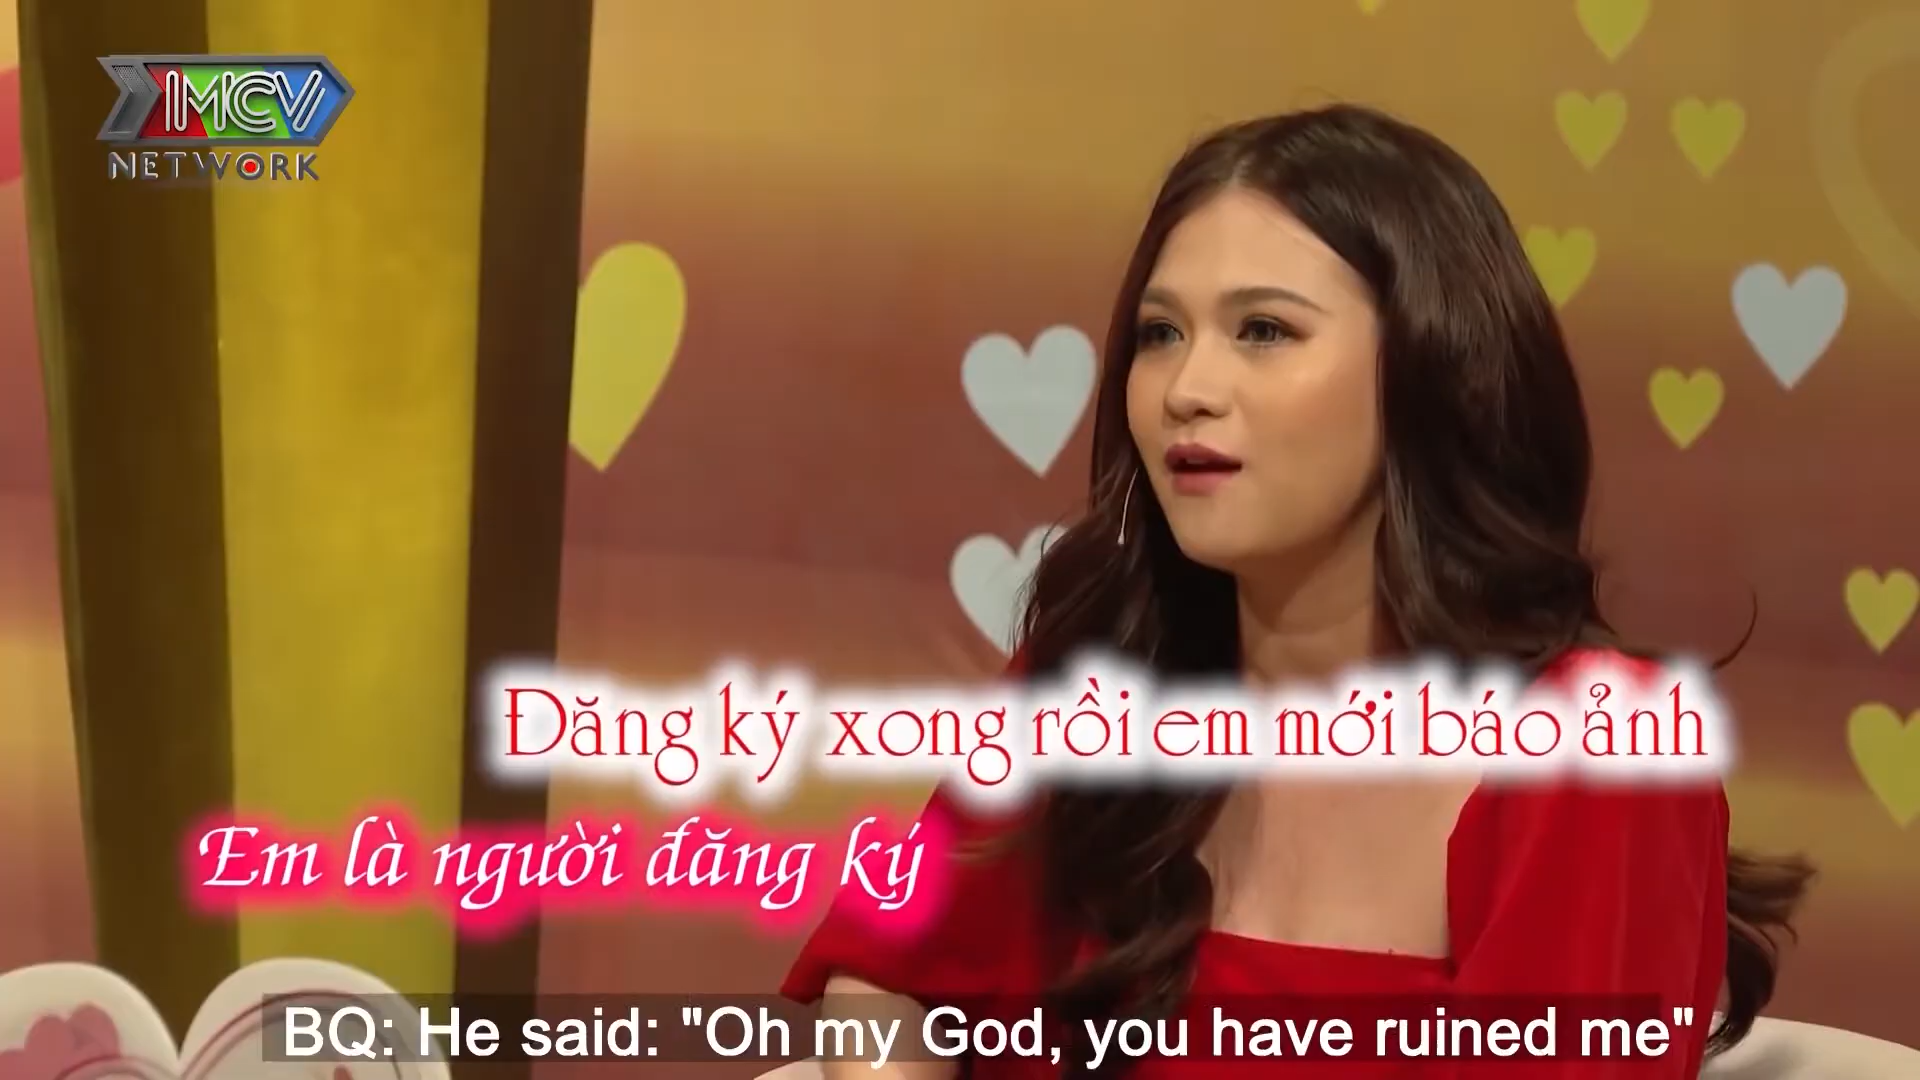 MCV
NETWORK
Đăng ký xong rồi em mới báo ảnh
Em là người đăng ký
BQ: He said: "Oh my God, you have ruined me"